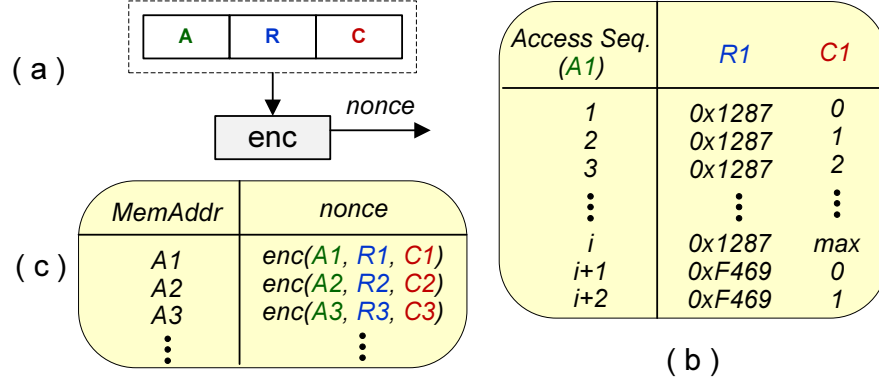 ( a )
A R C
enc
nonce
Access Seq. (A1) R1 C1
1 0x1287 0
2 0x1287 1
3 0x1287 2
i 0x1287 max
i+1 0xF469 0
i+2 0xF469 1
( b )
( c )
MemAddr nonce
A1 enc(A1, R1, C1)
A2 enc(A2, R2, C2)
A3 enc(A3, R3, C3)